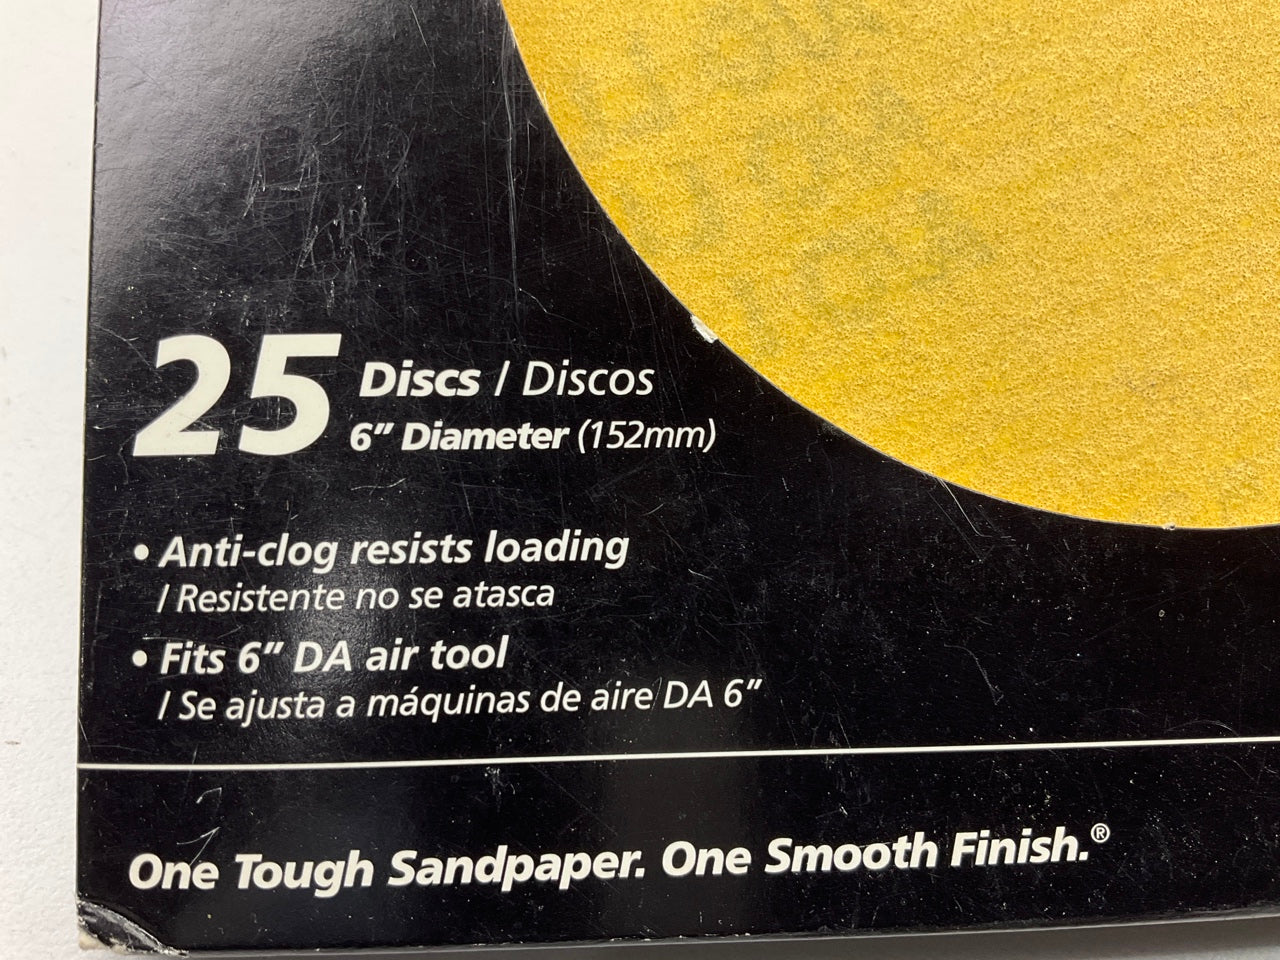 25 Discs / Discos
6” Diameter (152mm)
• Anti-clog resists loading
/ Resistente no se atasca
• Fits 6” DA air tool
/ Se ajusta a máquinas de aire DA 6”
One Tough Sandpaper. One Smooth Finish.®